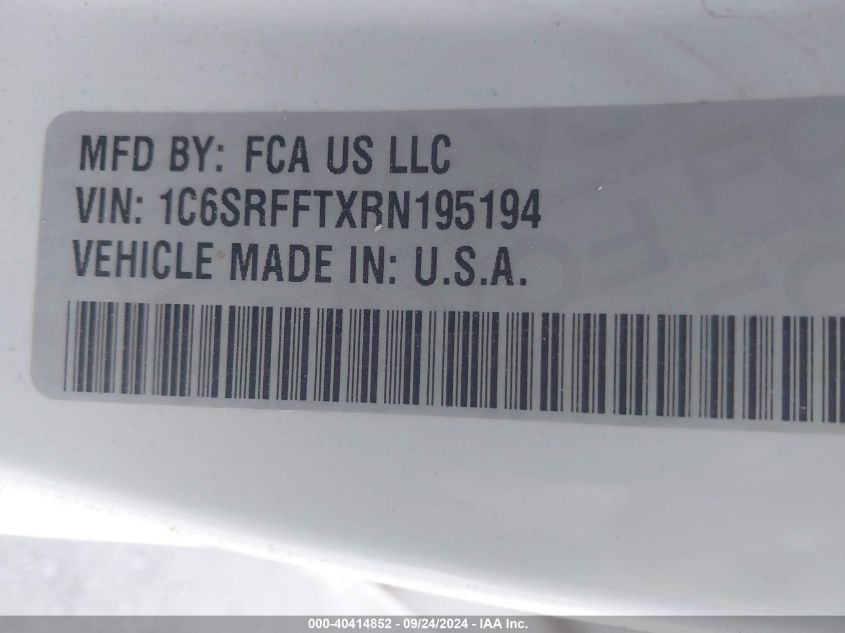 MFD BY: FCA US LLC
VIN: 1C6SRFFTXRN195194
VEHICLE MADE IN: U.S.A.
000-40414852 - 09/24/2024 - IAA Inc.